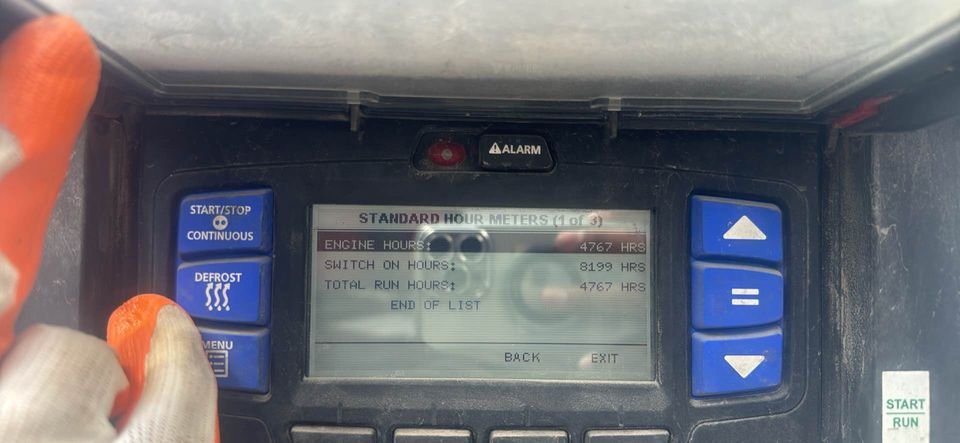 ALARM
START/STOP
CONTINUOUS
DEFROST
MENU
STANDARD HOUR METERS (1 of 3)
ENGINE HOURS: 4767 HRS
SWITCH ON HOURS: 8199 HRS
TOTAL RUN HOURS: 4767 HRS
END OF LIST
BACK EXIT
START
RUN